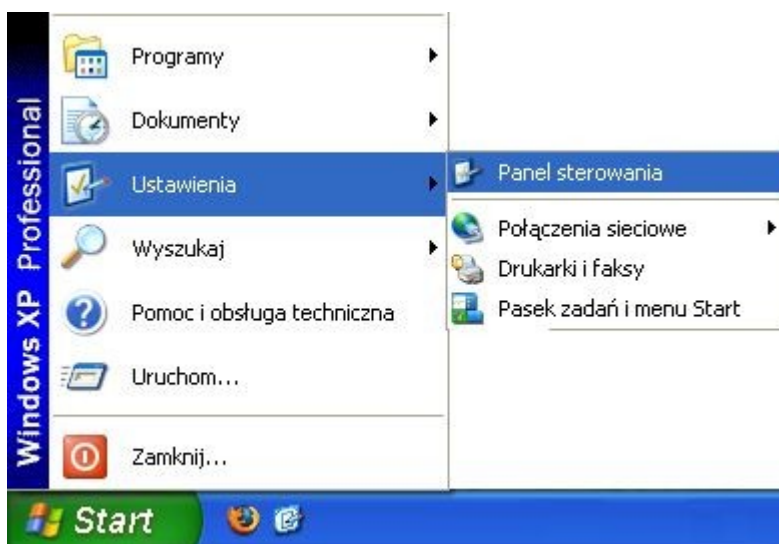 Windows XP Professional
Programy
Dokumenty
Ustawienia
Wyszukaj
Pomoc i obsługa techniczna
Uruchom...
Zamknij...
Panel sterowania
Połączenia sieciowe
Drukarki i faksy
Pasek zadań i menu Start
Start